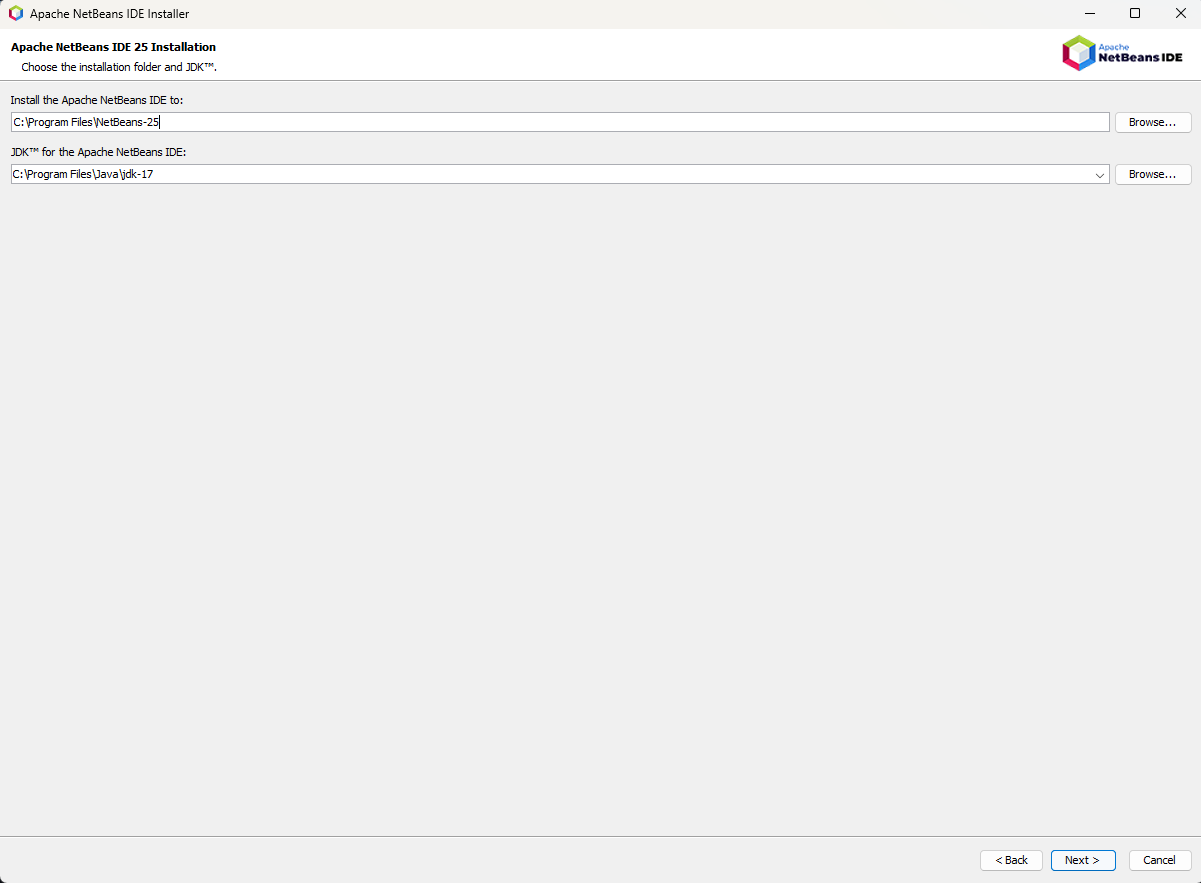 Apache NetBeans IDE Installer
Apache NetBeans IDE 25 Installation
Choose the installation folder and JDK™.
Apache
NetBeans IDE
Install the Apache NetBeans IDE to:
C:\Program Files\NetBeans-25
Browse...
JDK™ for the Apache NetBeans IDE:
C:\Program Files\Java\jdk-17
Browse...
< Back
Next >
Cancel